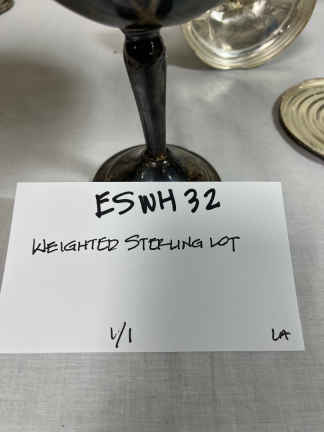 ESWH 32
WEIGHTED STERLING LOT
1/1
LA